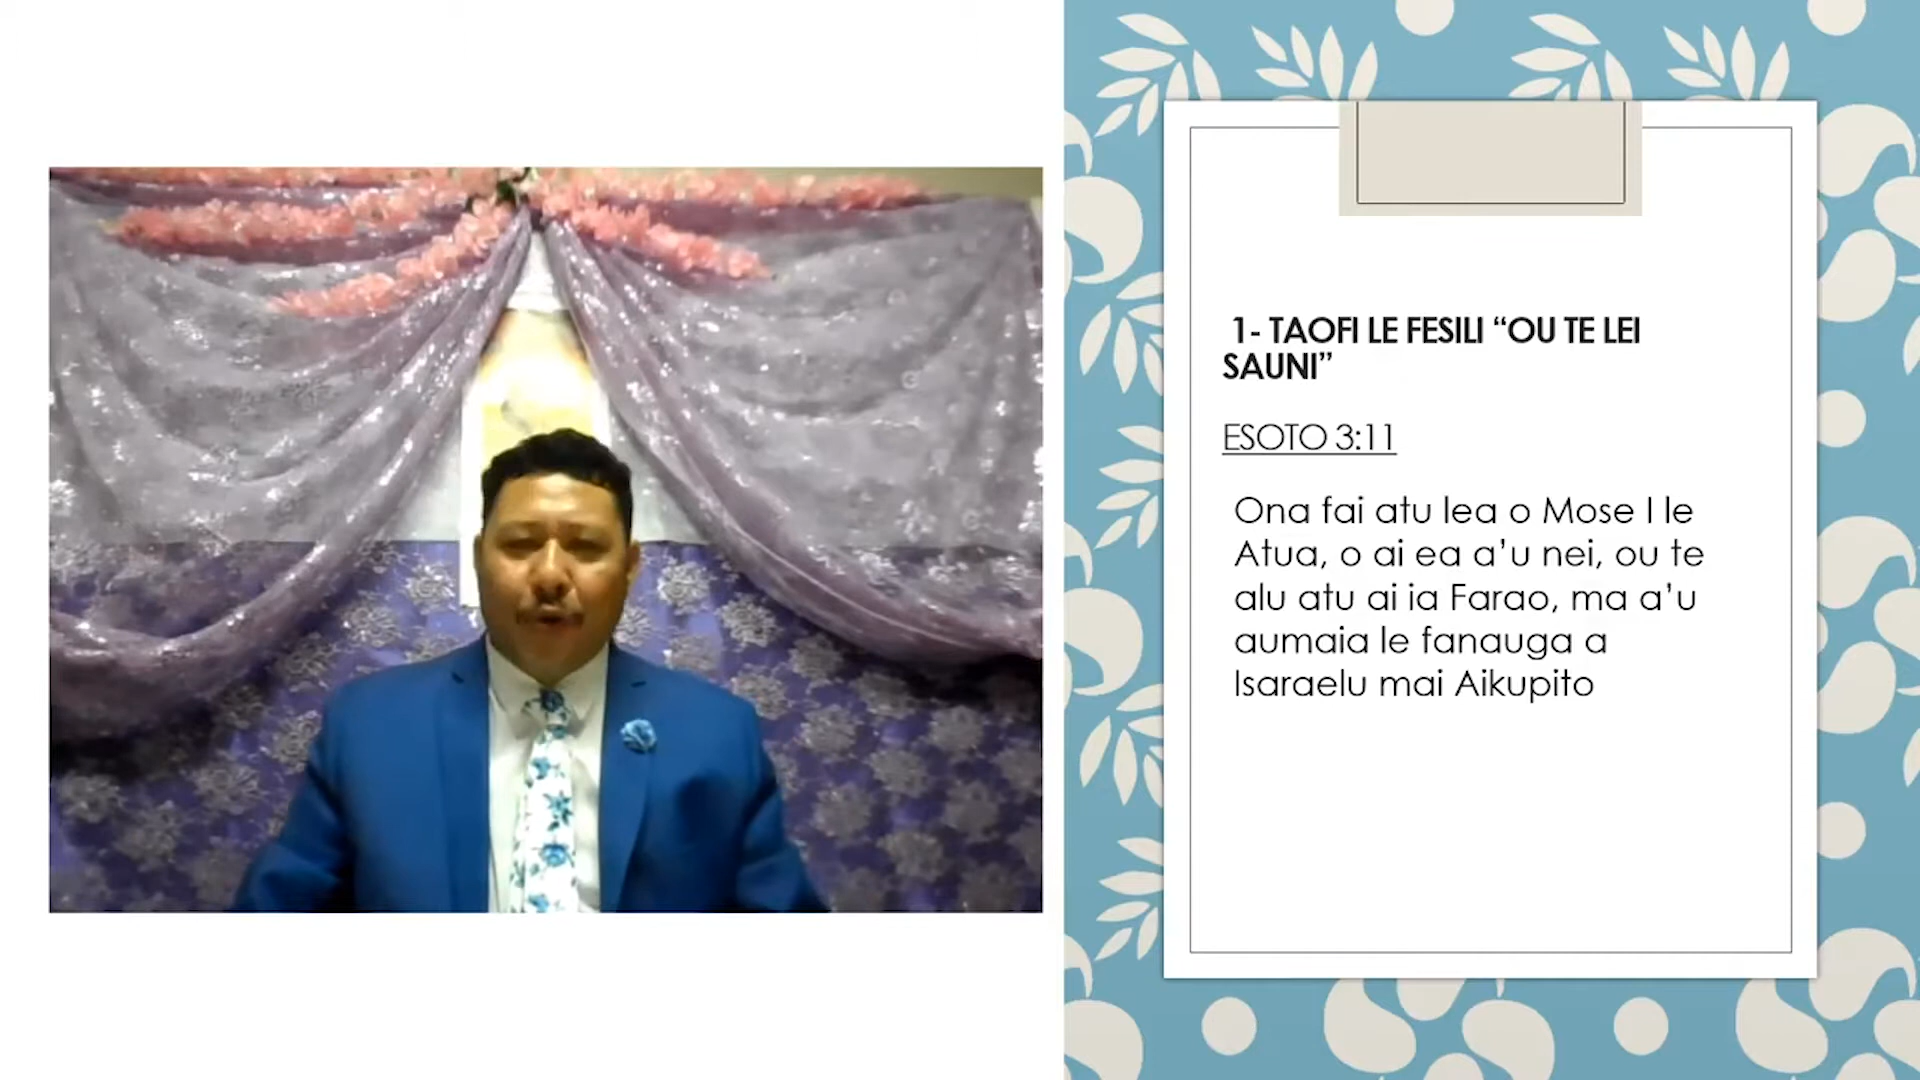 1- TAOFI LE FESILI “OU TE LEI
SAUNI”
ESOTO 3:11
Ona fai atu lea o Mose I le
Atua, o ai ea a’u nei, ou te
alu atu ai ia Farao, ma a’u
aumaia le fanauga a
Isaraelu mai Aikupito